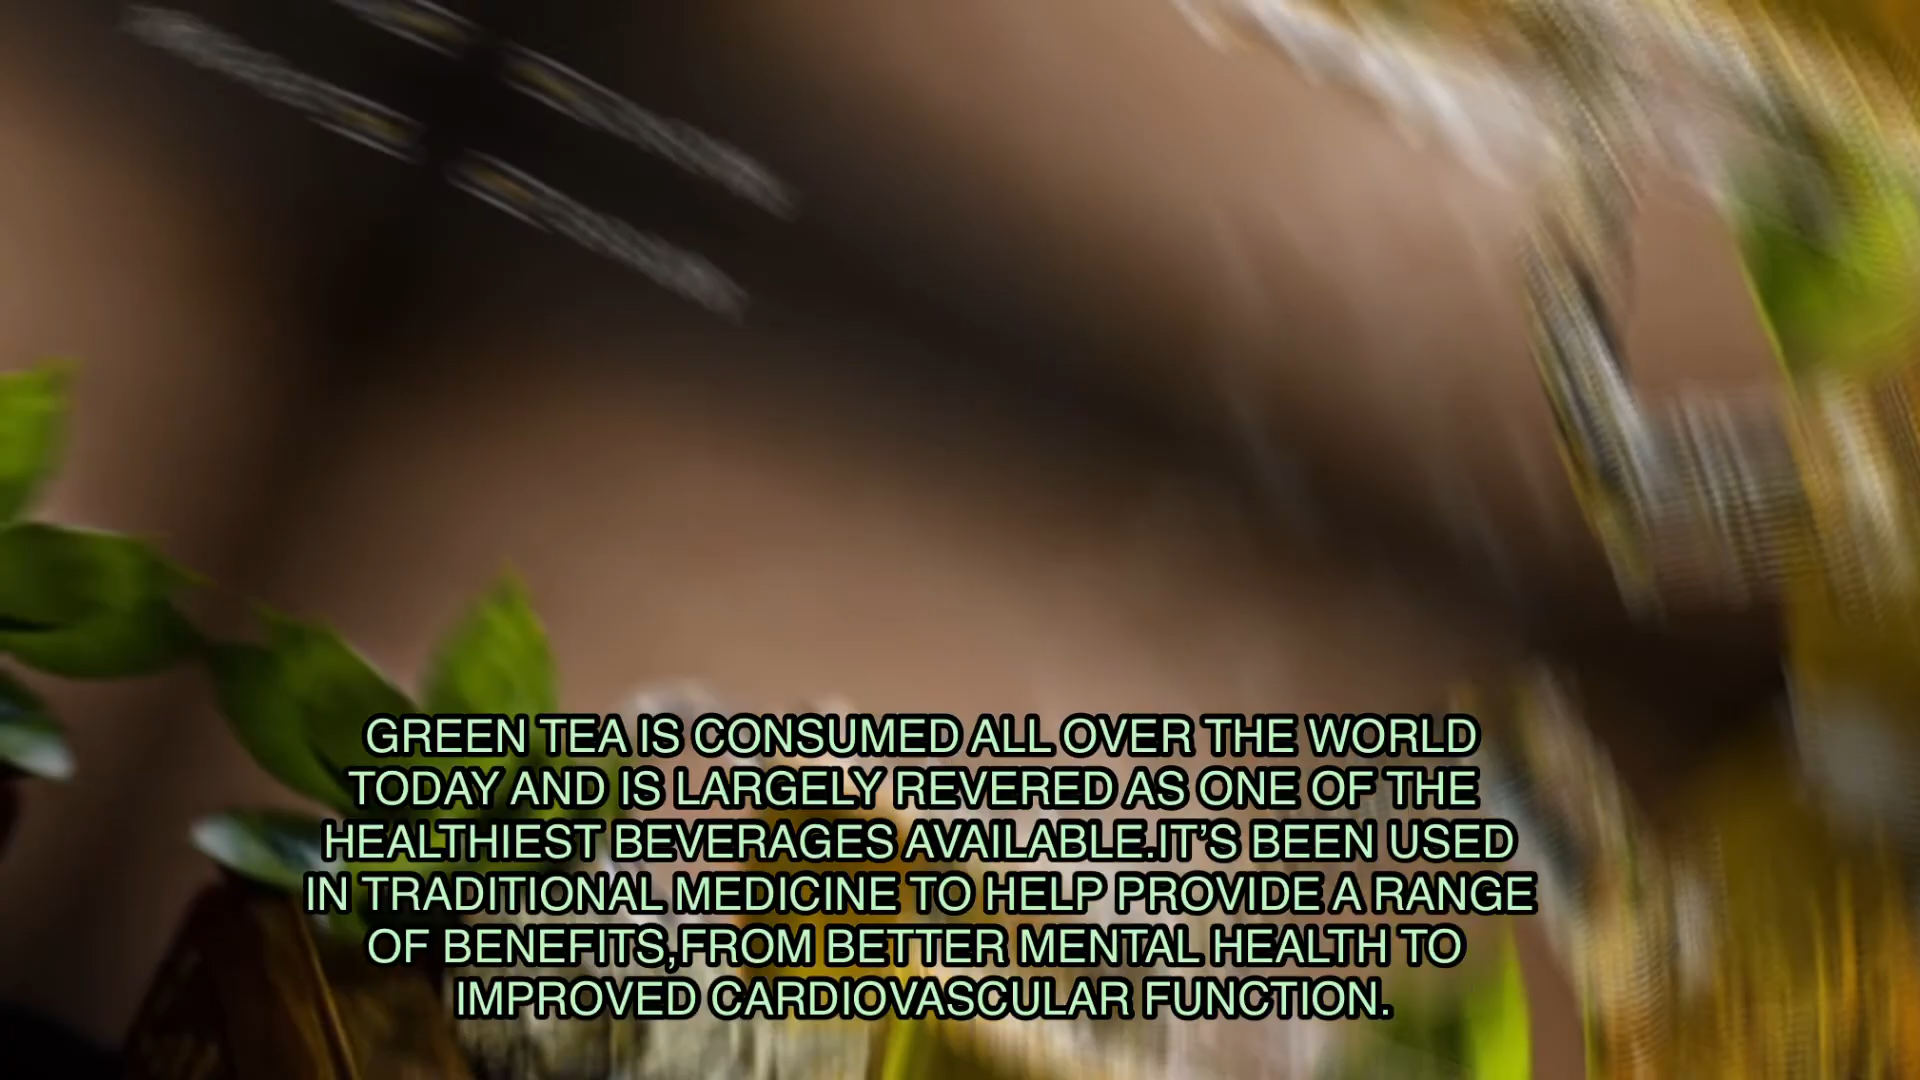 GREEN TEA IS CONSUMED ALL OVER THE WORLD
TODAY AND IS LARGELY REVERED AS ONE OF THE
HEALTHIEST BEVERAGES AVAILABLE.IT’S BEEN USED
IN TRADITIONAL MEDICINE TO HELP PROVIDE A RANGE
OF BENEFITS,FROM BETTER MENTAL HEALTH TO
IMPROVED CARDIOVASCULAR FUNCTION.